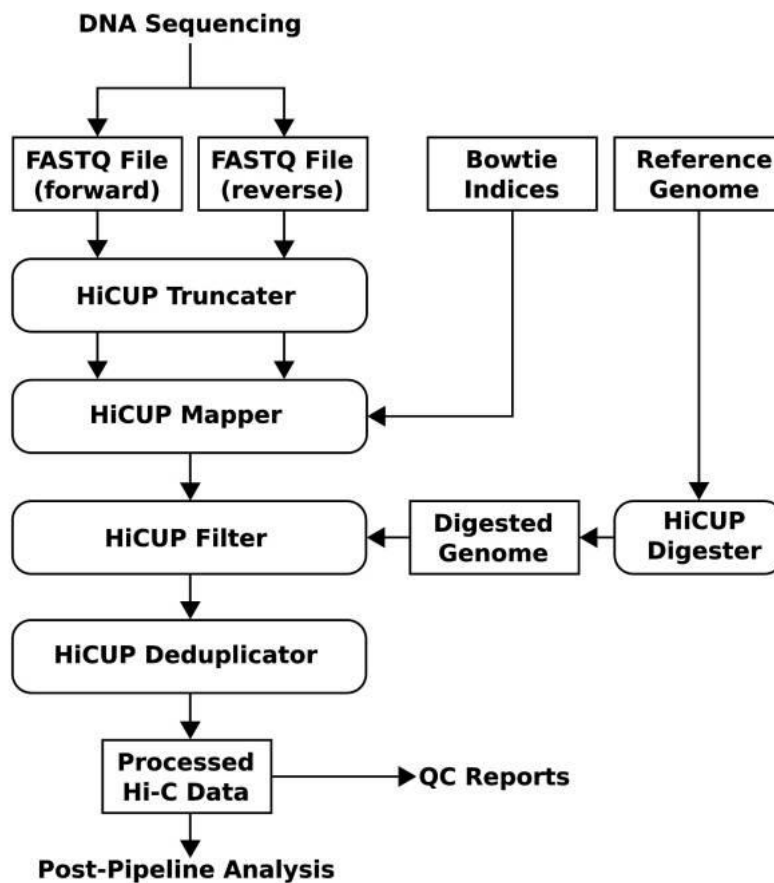 DNA Sequencing
FASTQ File
(forward)
FASTQ File
(reverse)
Bowtie
Indices
Reference
Genome
HiCUP Truncater
HiCUP Mapper
HiCUP Filter
Digested
Genome
HiCUP
Digester
HiCUP Deduplicator
Processed
Hi-C Data
QC Reports
Post-Pipeline Analysis